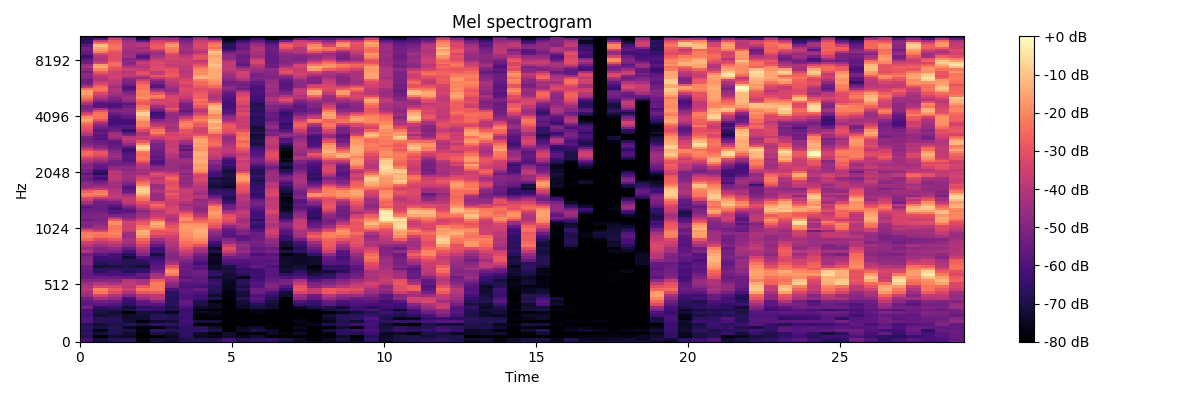 Mel spectrogram
8192
4096
2048
1024
512
0
Hz
0 5 10 15 20 25
Time
+0 dB
-10 dB
-20 dB
-30 dB
-40 dB
-50 dB
-60 dB
-70 dB
-80 dB